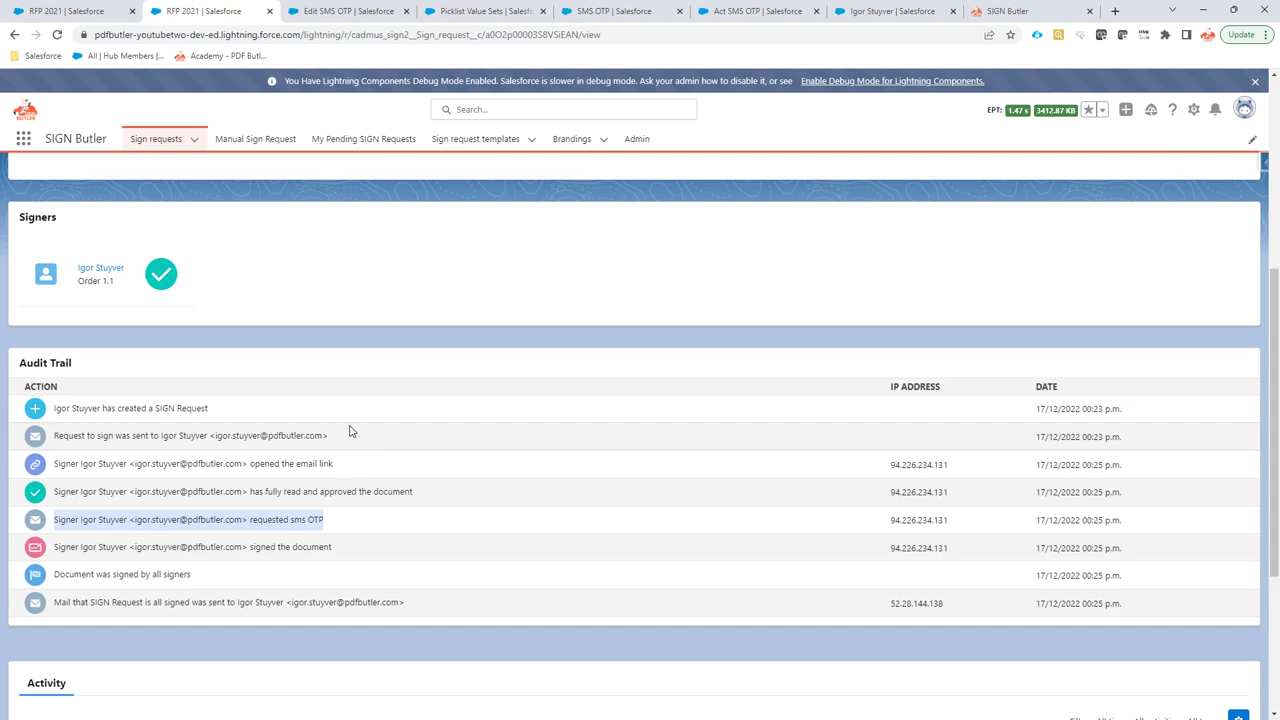 RFP 2021 | Salesforce
RFP 2021 | Salesforce
Edit SMS OTP | Salesforce
Picklist Value Sets | Salesf
SMS OTP | Salesforce
Act SMS OTP | Salesforce
Igor Stuyver | Salesforce
SIGN Butler
pdfbutler-youtubetwo-dev-ed.lightning.force.com/lightning/r/cadmus_sign2__Sign_request__c/a0O2p00003S8VSiEAN/view
Update
Salesforce
All | Hub Members |...
Academy - PDF Butl...
You Have Lightning Components Debug Mode Enabled. Salesforce is slower in debug mode. Ask your admin how to disable it, or see Enable Debug Mode for Lightning Components.
BUTLER
Search...
EPT: 1.47 s 3412.87 KB
SIGN Butler
Sign requests
Manual Sign Request
My Pending SIGN Requests
Sign request templates
Brandings
Admin
Signers
Igor Stuyver
Order 1.1
Audit Trail
ACTION IP ADDRESS DATE
Igor Stuyver has created a SIGN Request 17/12/2022 00:23 p.m.
Request to sign was sent to Igor Stuyver <igor.stuyver@pdfbutler.com> 17/12/2022 00:23 p.m.
Signer Igor Stuyver <igor.stuyver@pdfbutler.com> opened the email link 94.226.234.131 17/12/2022 00:25 p.m.
Signer Igor Stuyver <igor.stuyver@pdfbutler.com> has fully read and approved the document 94.226.234.131 17/12/2022 00:25 p.m.
Signer Igor Stuyver <igor.stuyver@pdfbutler.com> requested sms OTP 94.226.234.131 17/12/2022 00:25 p.m.
Signer Igor Stuyver <igor.stuyver@pdfbutler.com> signed the document 94.226.234.131 17/12/2022 00:25 p.m.
Document was signed by all signers 17/12/2022 00:25 p.m.
Mail that SIGN Request is all signed was sent to Igor Stuyver <igor.stuyver@pdfbutler.com> 52.28.144.138 17/12/2022 00:25 p.m.
Activity